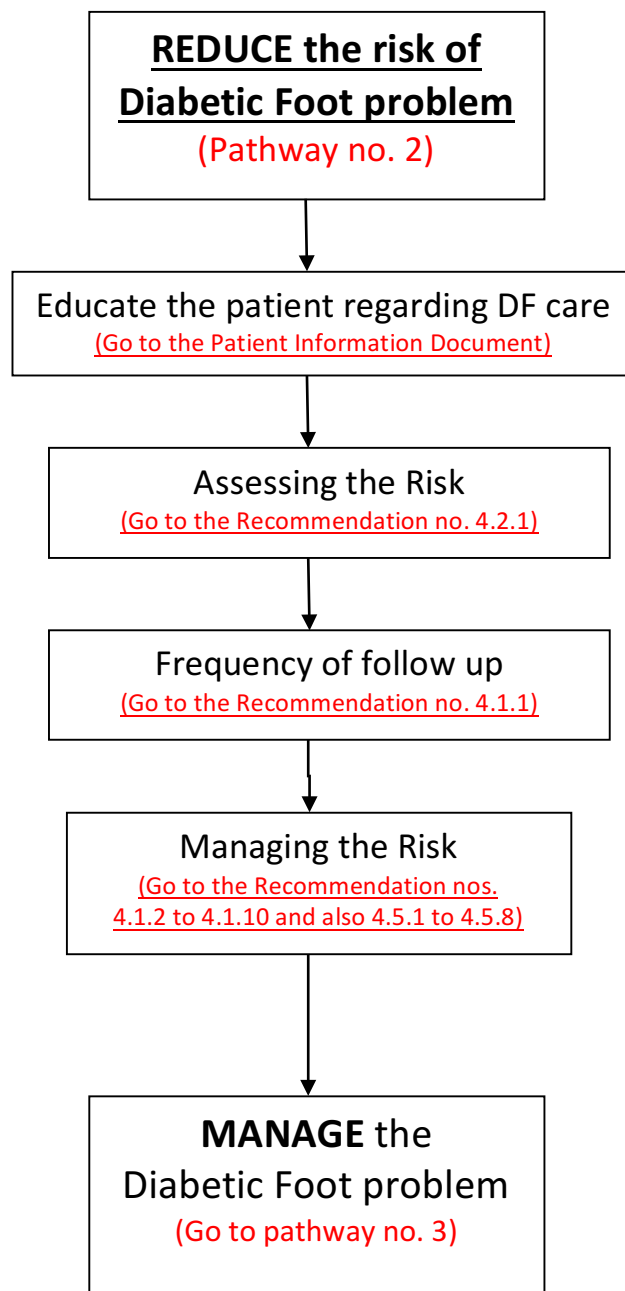 REDUCE the risk of
Diabetic Foot problem
(Pathway no. 2)
Educate the patient regarding DF care
(Go to the Patient Information Document)
Assessing the Risk
(Go to the Recommendation no. 4.2.1)
Frequency of follow up
(Go to the Recommendation no. 4.1.1)
Managing the Risk
(Go to the Recommendation nos.
4.1.2 to 4.1.10 and also 4.5.1 to 4.5.8)
MANAGE the
Diabetic Foot problem
(Go to pathway no. 3)